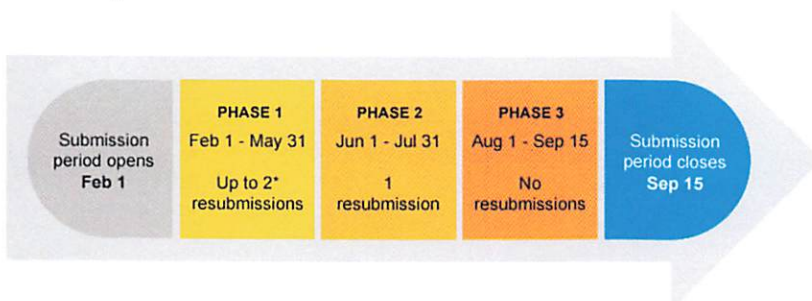 Submission
period opens
Feb 1
PHASE 1
Feb 1 - May 31
Up to 2*
resubmissions
PHASE 2
Jun 1 - Jul 31
1
resubmission
PHASE 3
Aug 1 - Sep 15
No
resubmissions
Submission
period closes
Sep 15